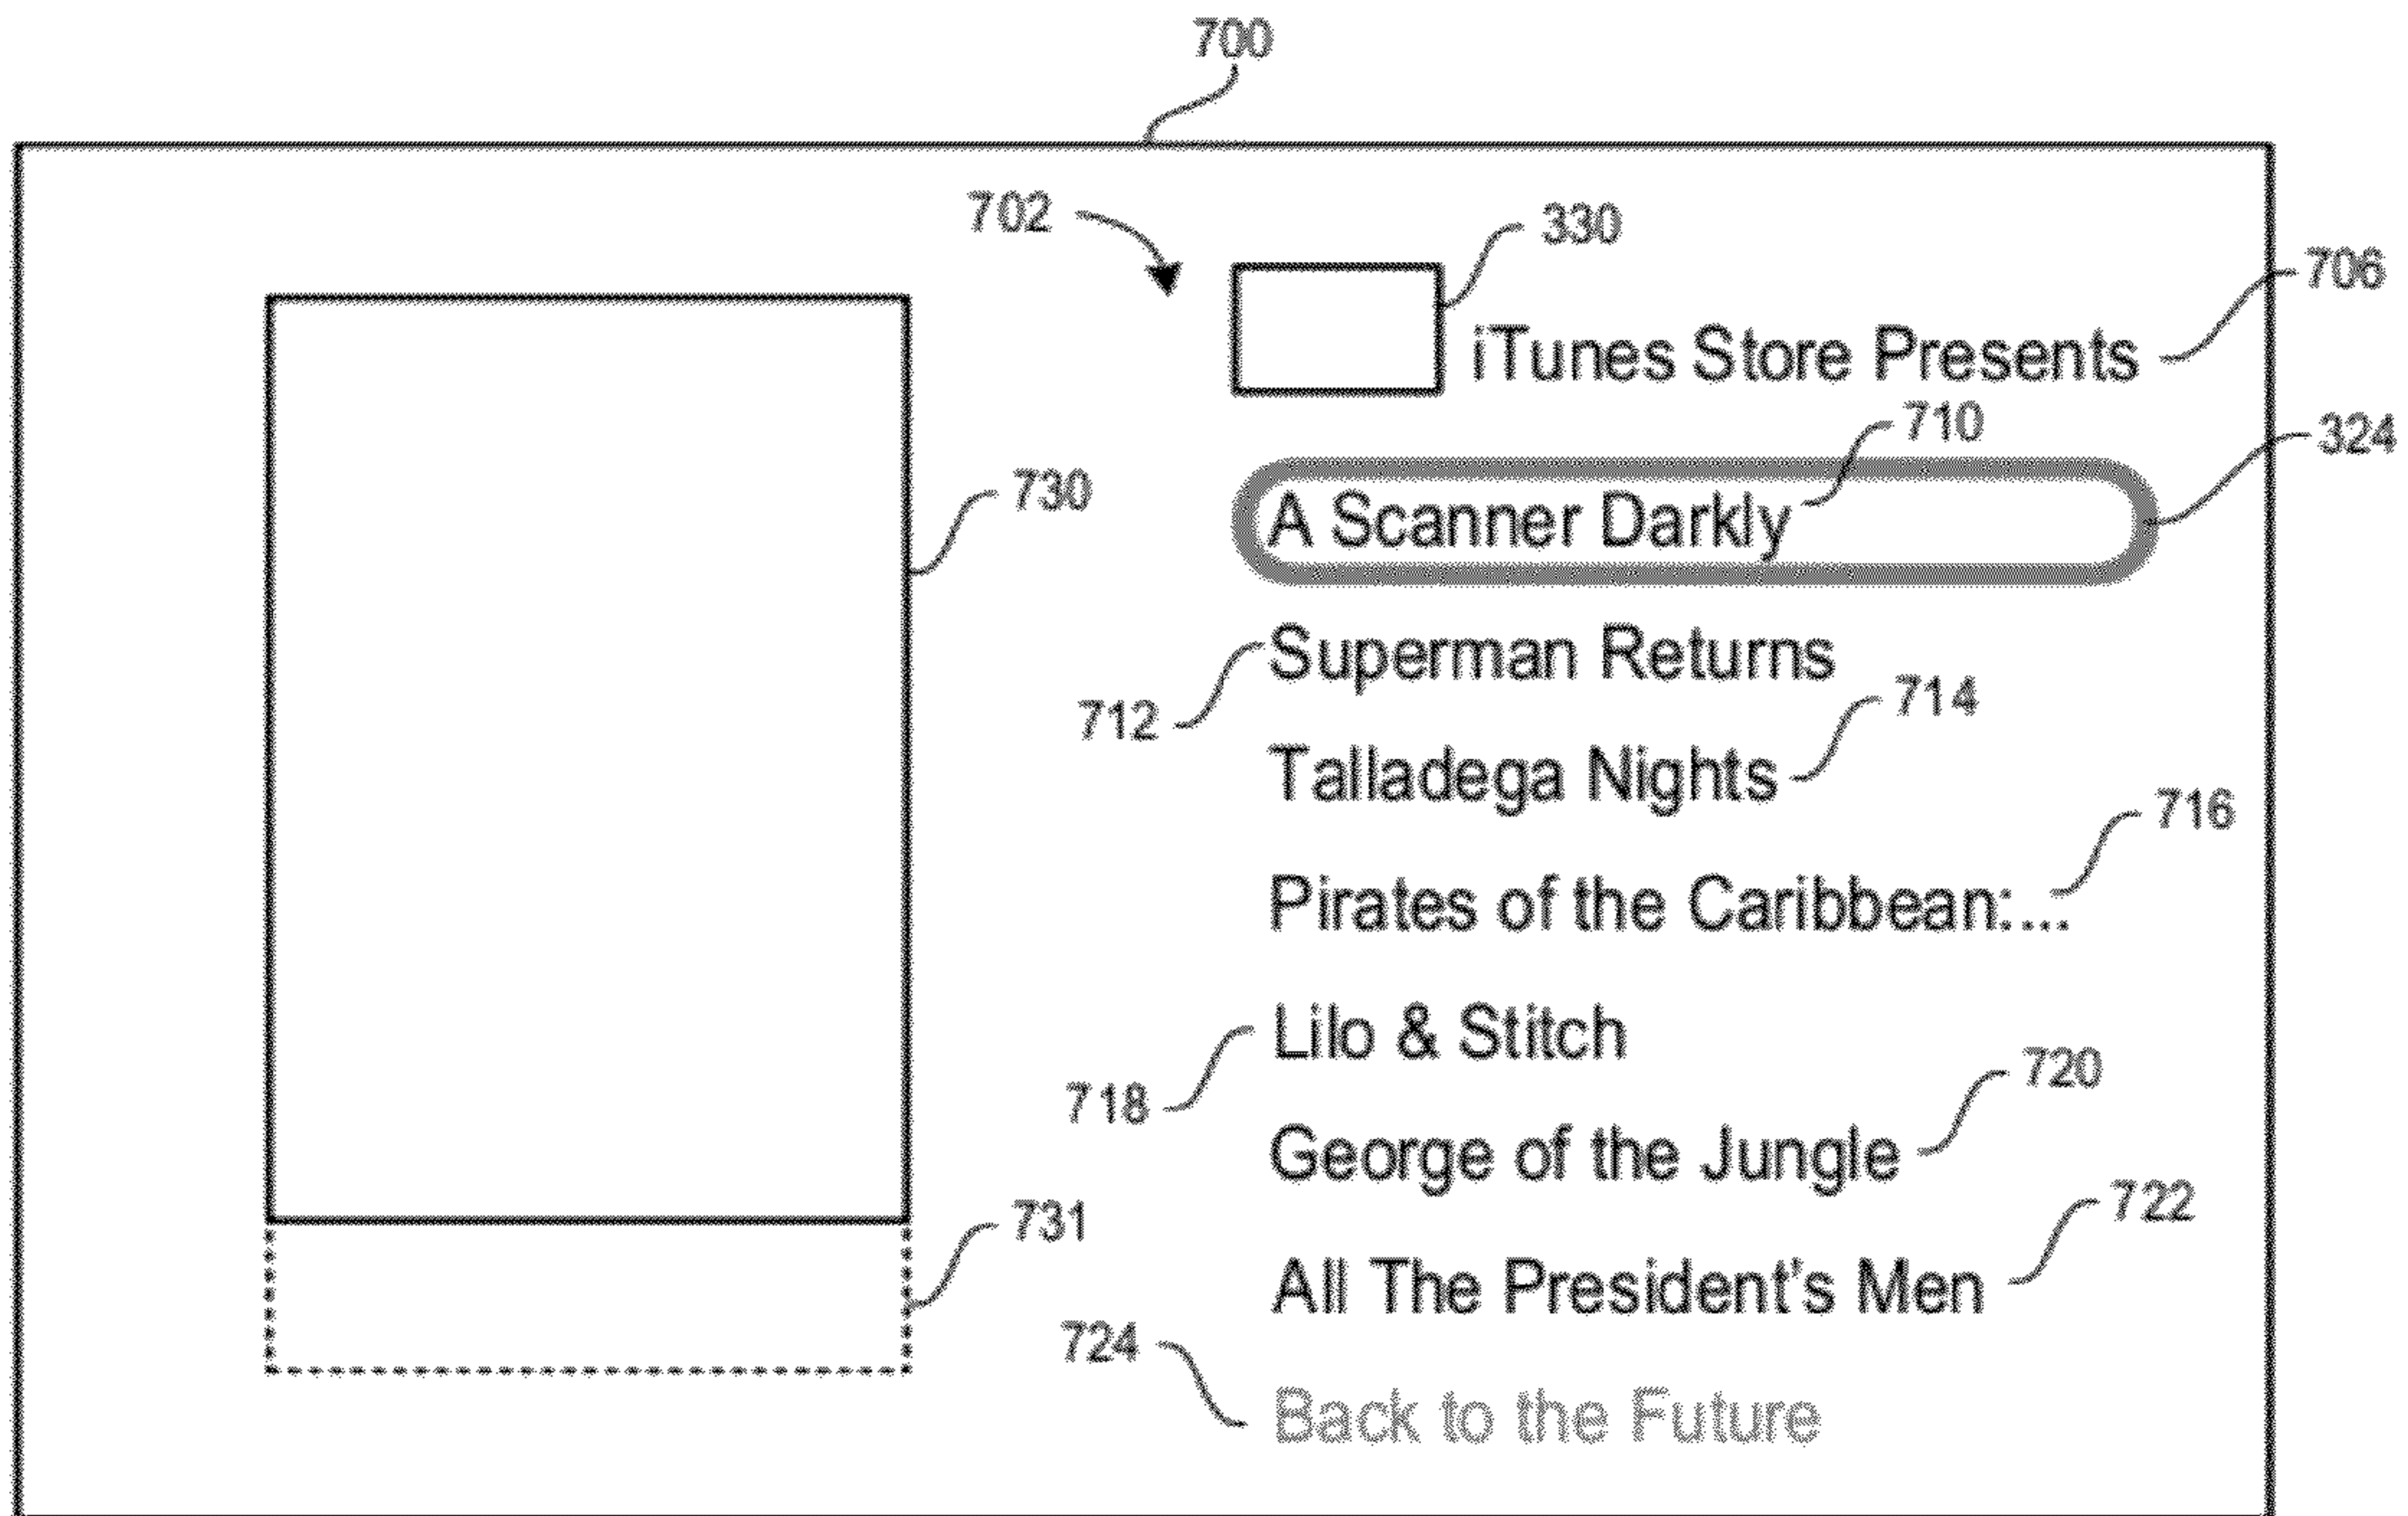 700
702
330
706
iTunes Store Presents
710
324
A Scanner Darkly
730
Superman Returns
712
714
Talladega Nights
716
Pirates of the Caribbean:...
Lilo & Stitch
718
720
George of the Jungle
731
722
All The President's Men
724
Back to the Future